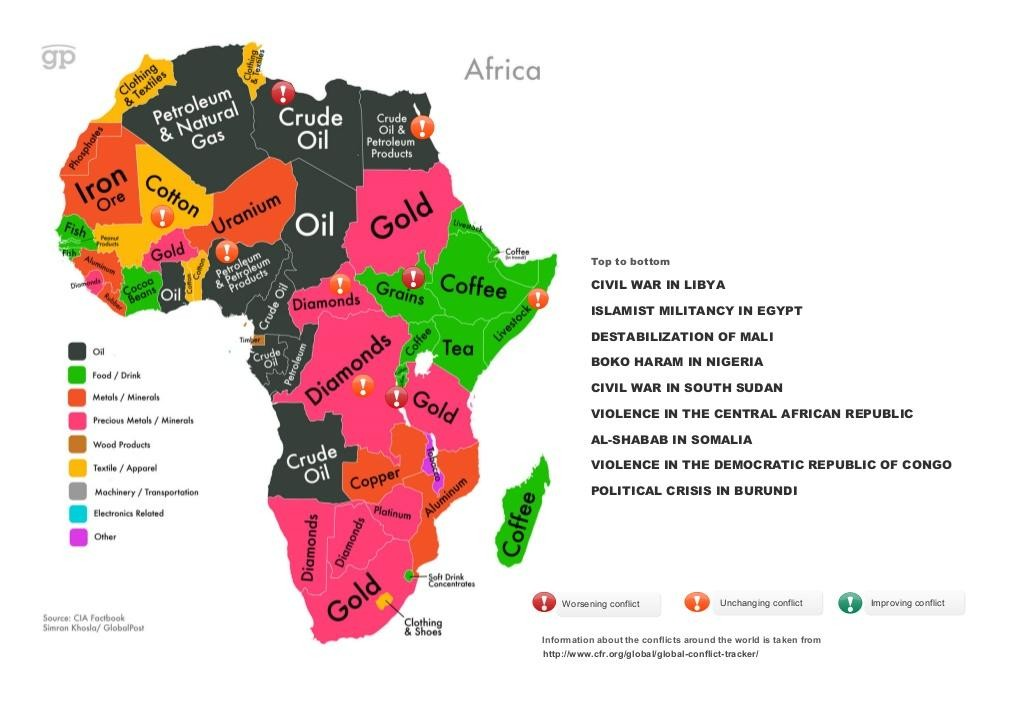 gp
Africa
Clothing
& Textiles
Clothing
& Textiles
Petroleum
& Natural
Gas
Crude
Oil
Crude
Oil &
Petroleum
Products
Phosphates
Iron
Ore
Cotton
Uranium
Oil
Gold
Livestock
Coffee
(in transit)
Fish
Peanut
Products
Fish
Gold
Petroleum
& Petroleum
Products
Aluminum
Diamonds
Rubber
Cocoa
Beans
Oil
Cotton
Cotton
Crude Oil
Diamonds
Grains
Coffee
Livestock
Timber
Crude
Oil
Petroleum
Diamonds
Coffee
Tea
Gold
Crude
Oil
Copper
Tobacco
Aluminum
Platinum
Diamonds
Diamonds
Coffee
Gold
Soft Drink
Concentrates
Clothing
& Shoes
Oil
Food / Drink
Metals / Minerals
Precious Metals / Minerals
Wood Products
Textile / Apparel
Machinery / Transportation
Electronics Related
Other
Source: CIA Factbook
Simran Khosla/ GlobalPost
Top to bottom
CIVIL WAR IN LIBYA
ISLAMIST MILITANCY IN EGYPT
DESTABILIZATION OF MALI
BOKO HARAM IN NIGERIA
CIVIL WAR IN SOUTH SUDAN
VIOLENCE IN THE CENTRAL AFRICAN REPUBLIC
AL-SHABAB IN SOMALIA
VIOLENCE IN THE DEMOCRATIC REPUBLIC OF CONGO
POLITICAL CRISIS IN BURUNDI
Worsening conflict
Unchanging conflict
Improving conflict
Information about the conflicts around the world is taken from
http://www.cfr.org/global/global-conflict-tracker/